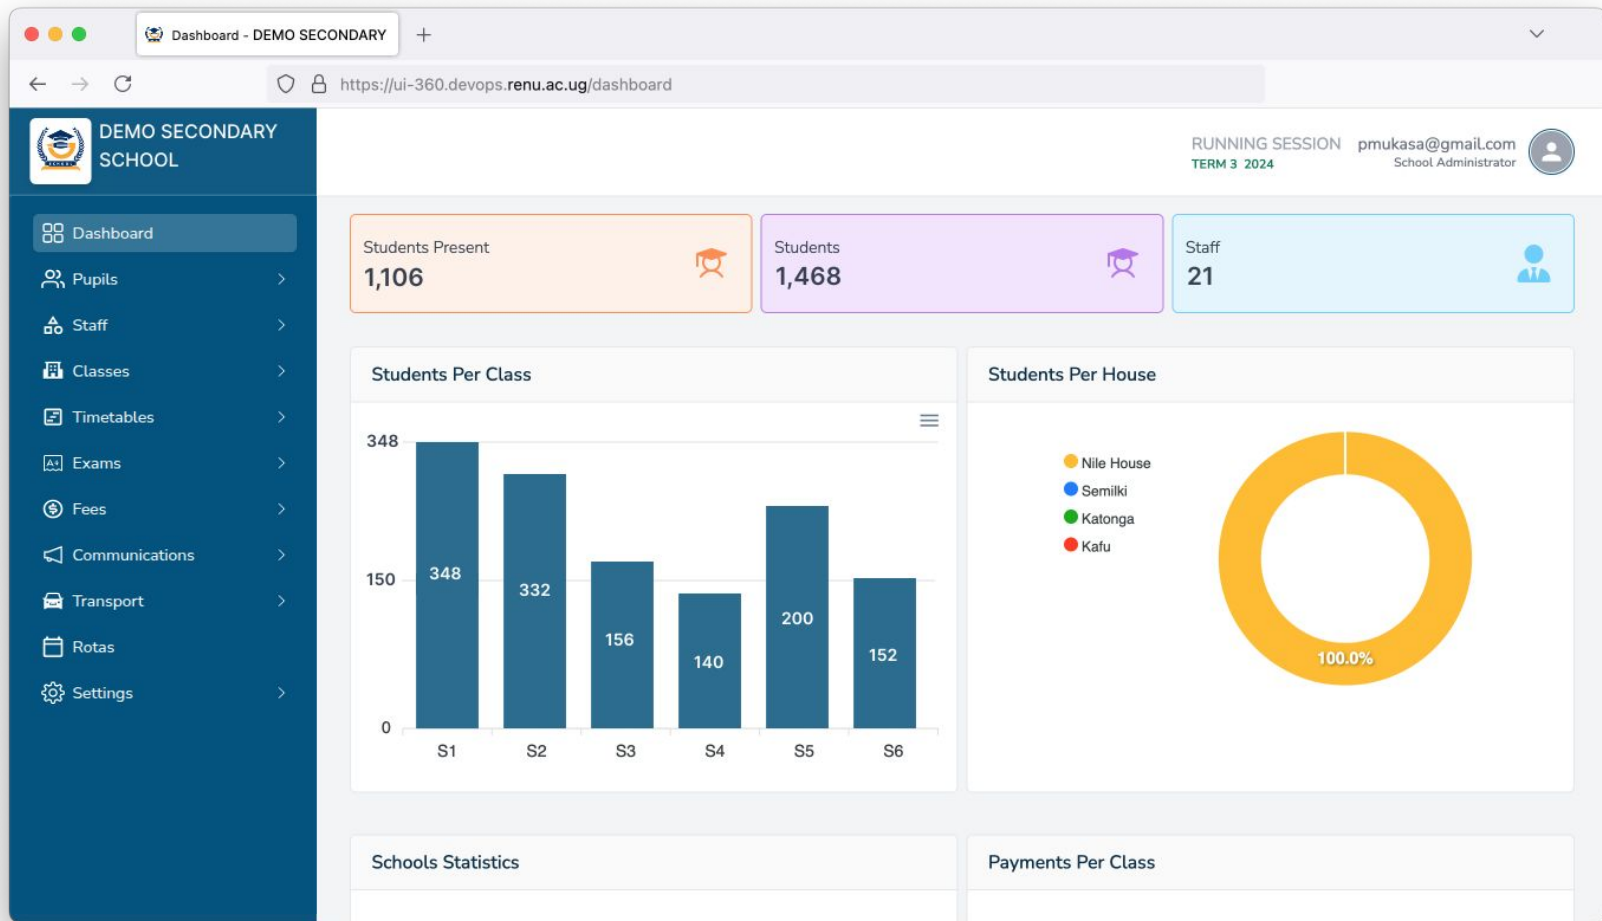 Dashboard - DEMO SECONDARY
https://ui-360.devops.renu.ac.ug/dashboard
DEMO SECONDARY
SCHOOL
RUNNING SESSION
TERM 3 2024
pmukasa@gmail.com
School Administrator
Dashboard
Pupils
Staff
Classes
Timetables
Exams
Fees
Communications
Transport
Rotas
Settings
Students Present
1,106
Students
1,468
Staff
21
Students Per Class
348
150
0
348
332
156
140
200
152
S1
S2
S3
S4
S5
S6
Students Per House
Nile House
Semilki
Katonga
Kafu
100.0%
Schools Statistics
Payments Per Class